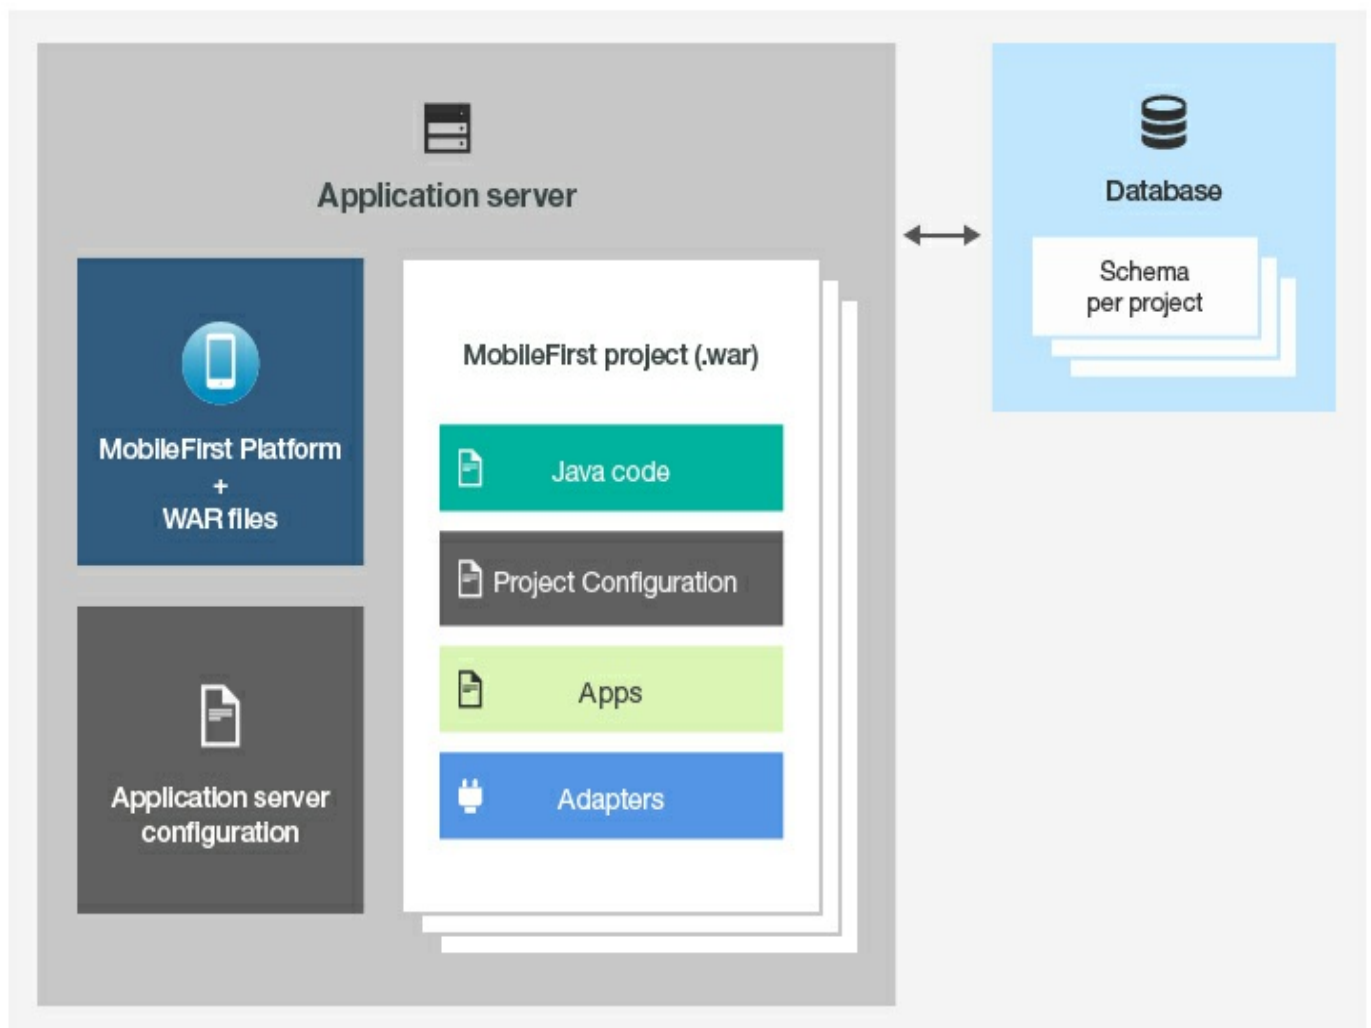 Application server
MobileFirst Platform
+
WAR files
Application server
configuration
MobileFirst project (.war)
Java code
Project Configuration
Apps
Adapters
Database
Schema
per project